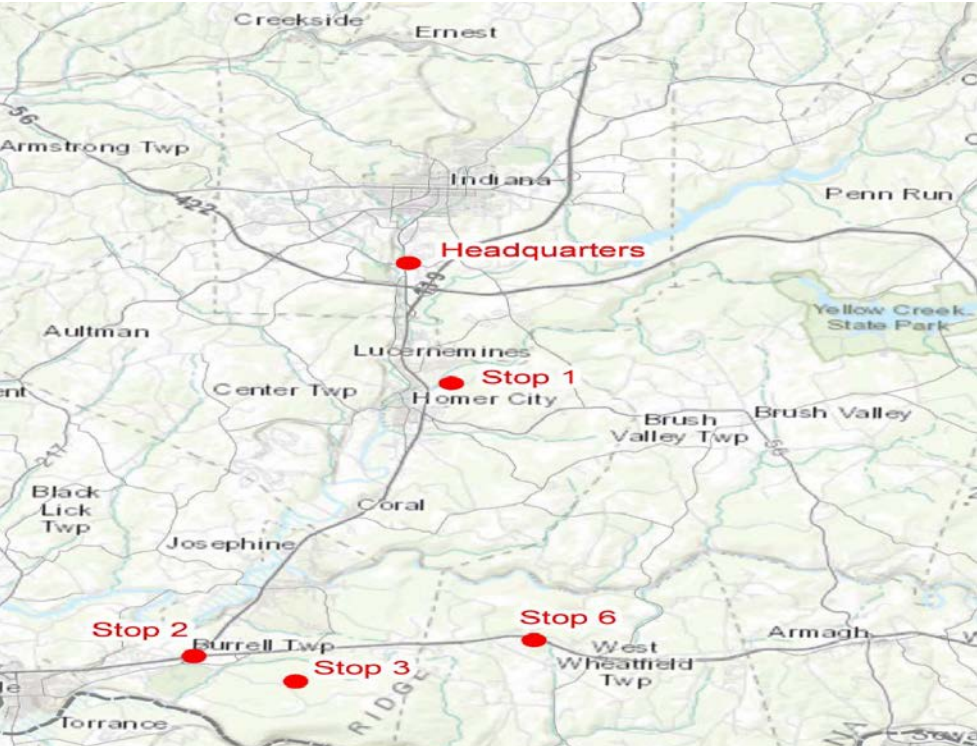 Creekside
Ernest
56
Armstrong Twp
Indiana
422
Penn Run
Headquarters
119
Yellow Creek
State Park
Aultman
Lucernemines
Stop 1
Center Twp
Homer City
Brush
Valley Twp
Brush Valley
217
Black
Lick
Twp
Coral
Josephine
Stop 2
Stop 6
Burrell Twp
Armagh
West
Wheatfield
Twp
Stop 3
RIDGE
Torrance